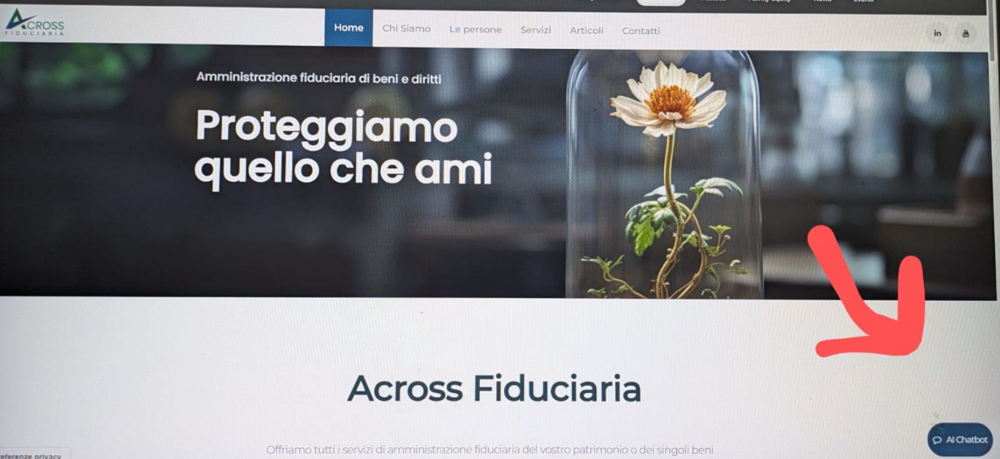 ACROSS
FIDUCIARIA
Home
Chi Siamo
Le persone
Servizi
Articoli
Contatti
in
Amministrazione fiduciaria di beni e diritti
Proteggiamo
quello che ami
Across Fiduciaria
Offriamo tutti i servizi di amministrazione fiduciaria del vostro patrimonio o dei singoli beni
AI Chatbot
eferenze privacy